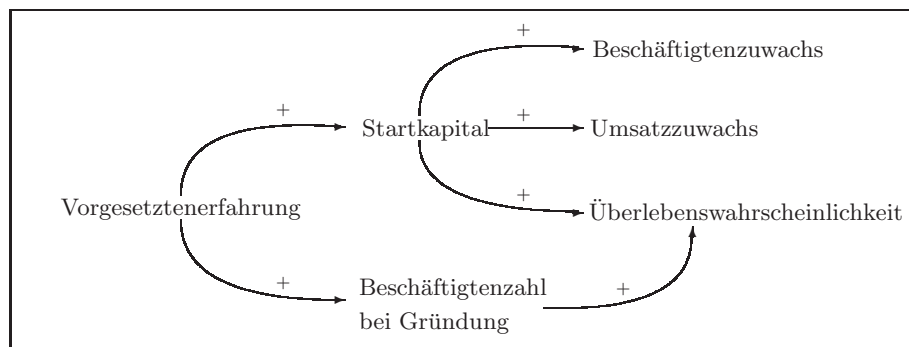 +
Beschäftigtenzuwachs
+
Startkapital
+
Umsatzzuwachs
Vorgesetztenerfahrung
+
Überlebenswahrscheinlichkeit
+
Beschäftigtenzahl
bei Gründung
+